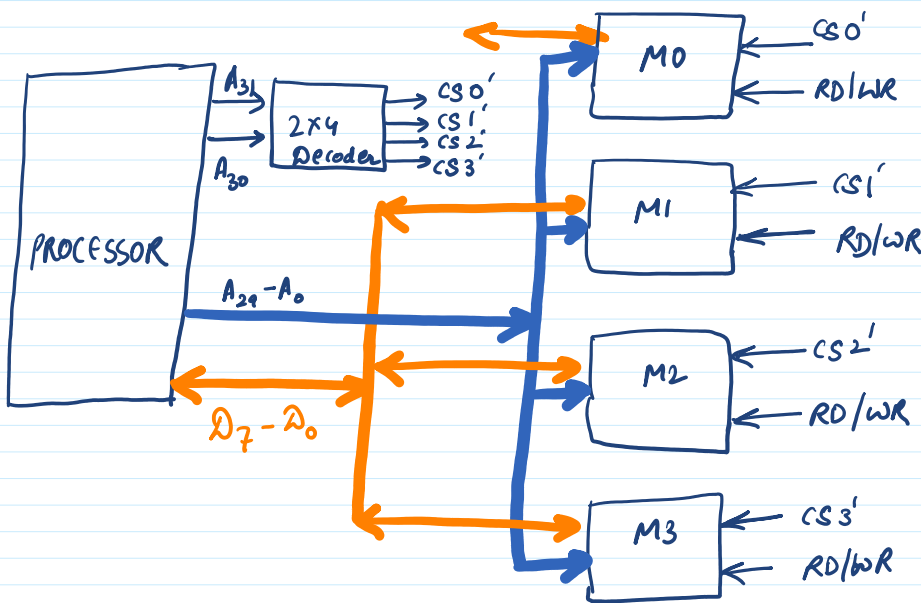 PROCESSOR
A31
A30
2x4
Decoder
CS0'
CS1'
CS2'
CS3'
A29-A0
D7-D0
M0
CS0'
RD/WR
M1
CS1'
RD/WR
M2
CS2'
RD/WR
M3
CS3'
RD/WR